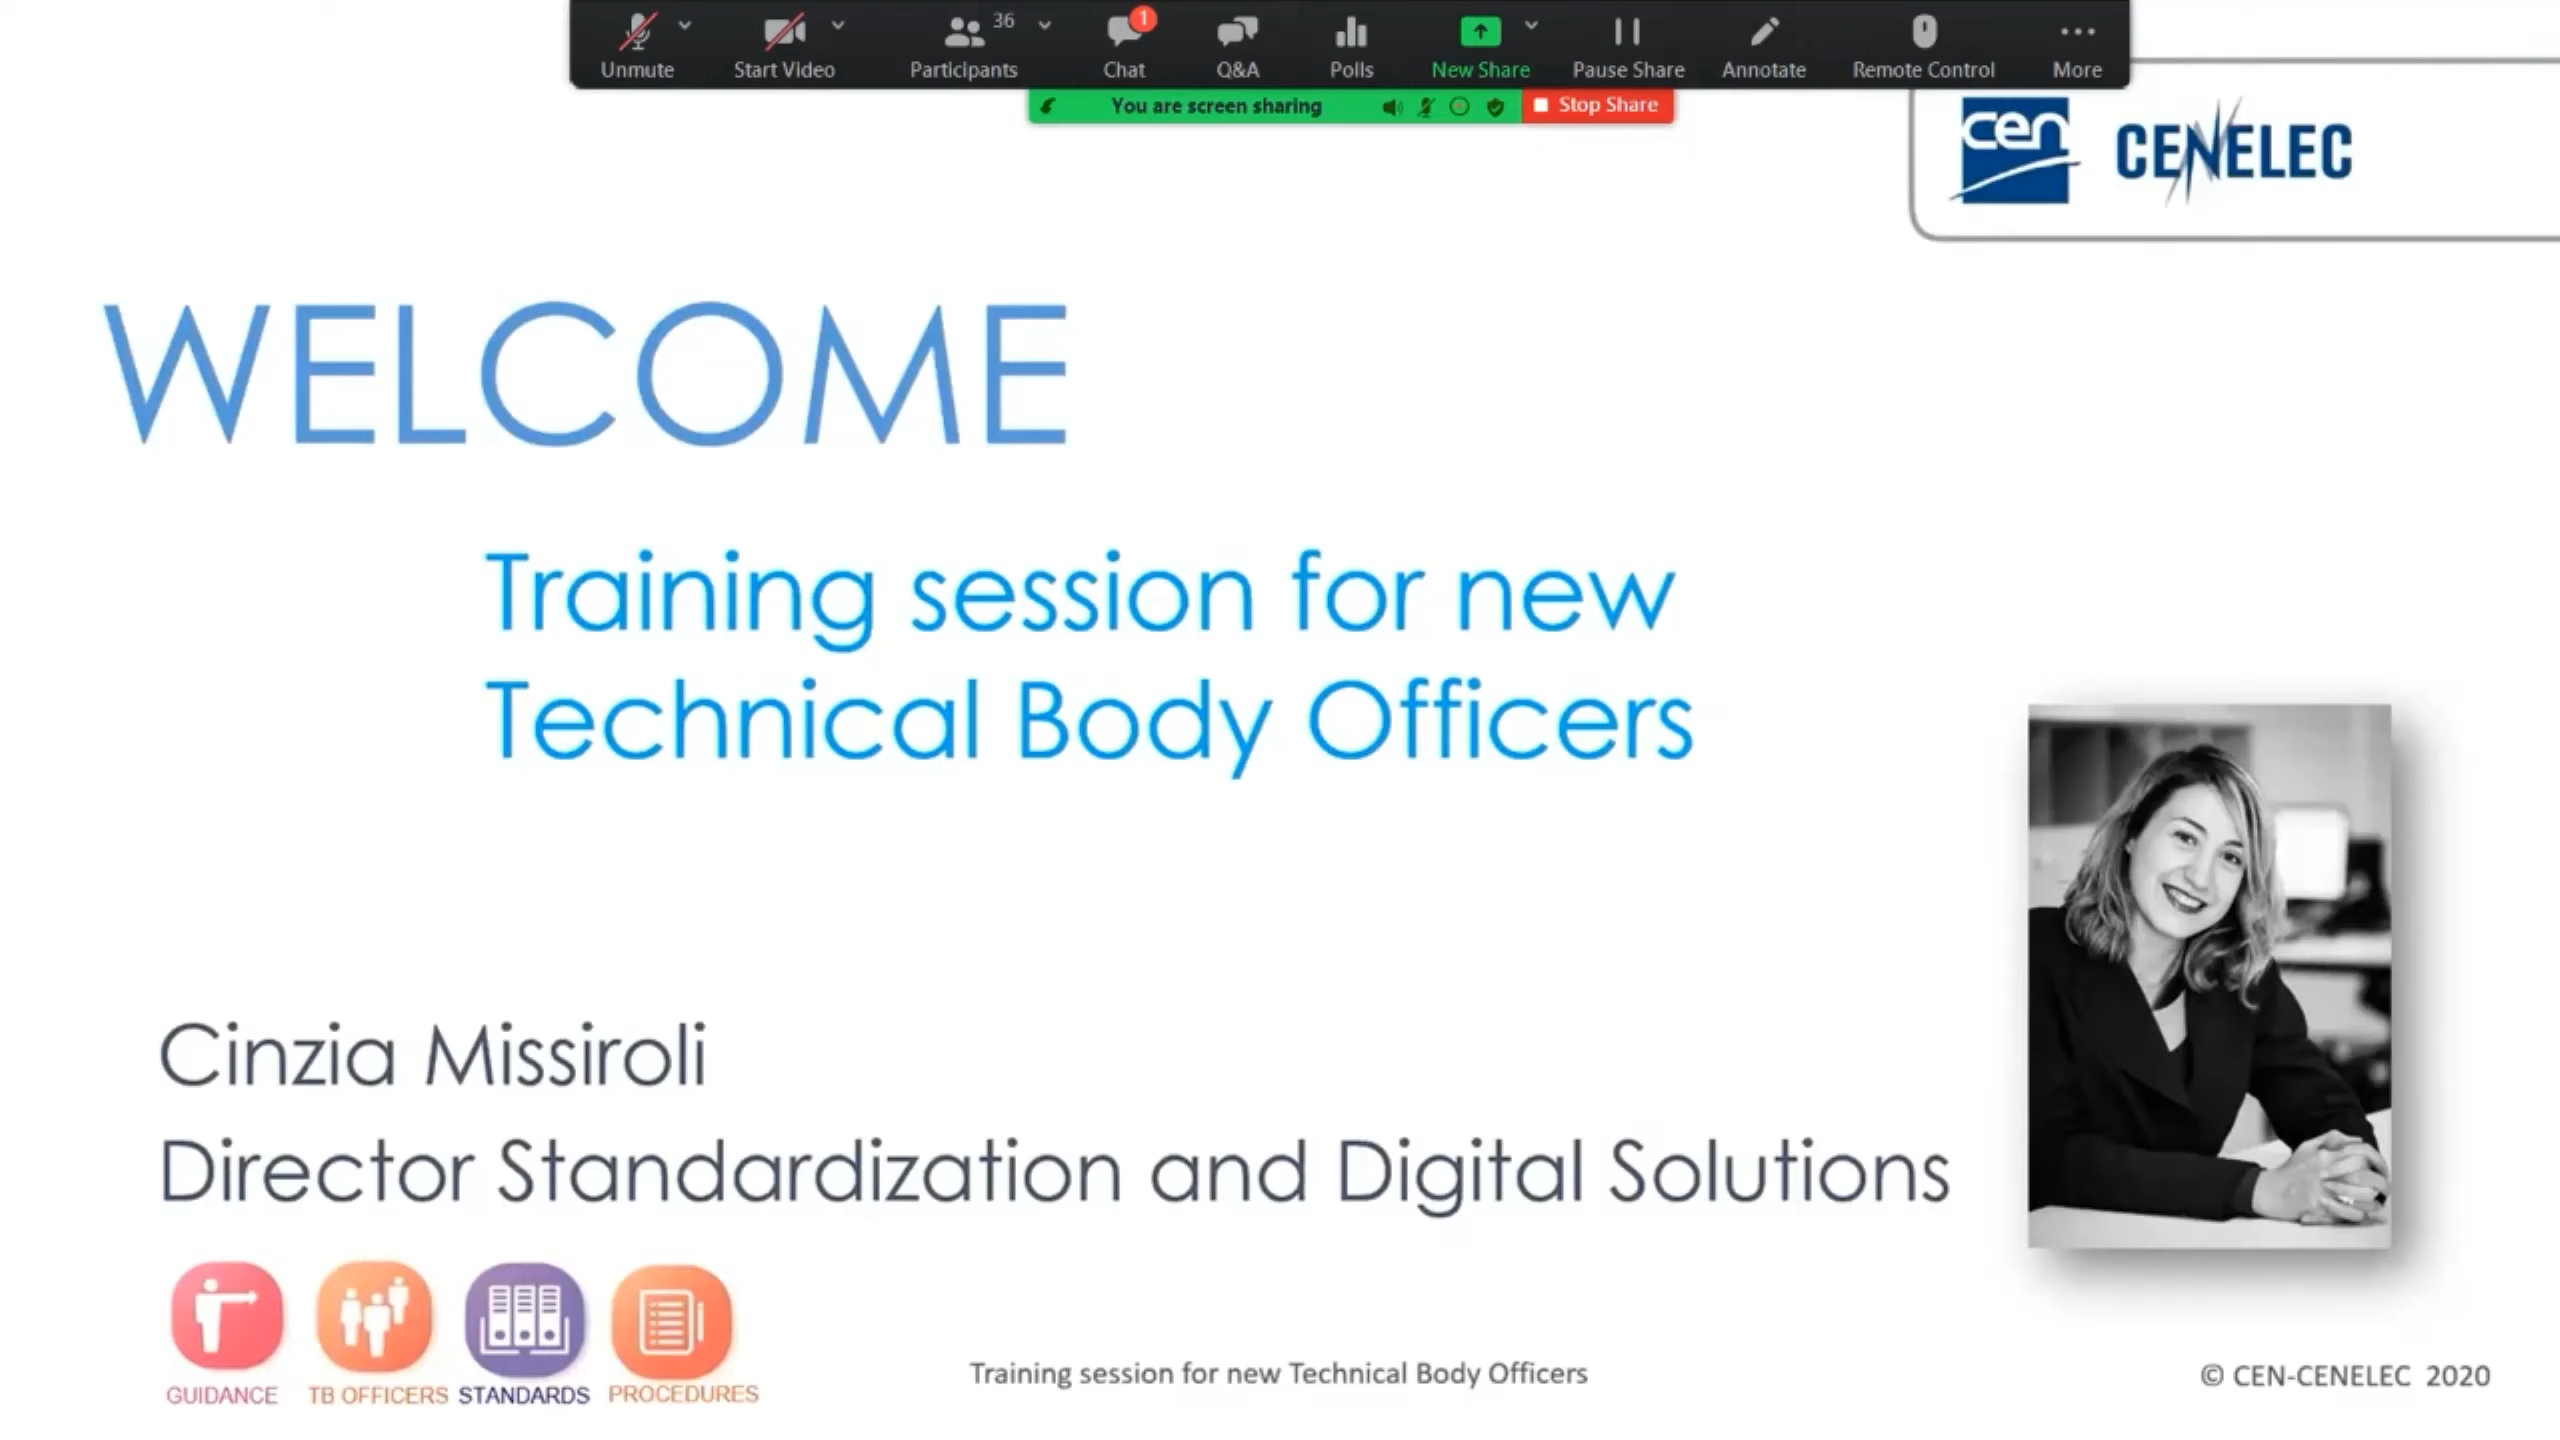 Unmute
Start Video
Participants 36
Chat 1
Q&A
Polls
New Share
Pause Share
Annotate
Remote Control
More
You are screen sharing
Stop Share
cen
CENELEC
WELCOME
Training session for new
Technical Body Officers
Cinzia Missiroli
Director Standardization and Digital Solutions
GUIDANCE
TB OFFICERS
STANDARDS
PROCEDURES
Training session for new Technical Body Officers
© CEN-CENELEC 2020